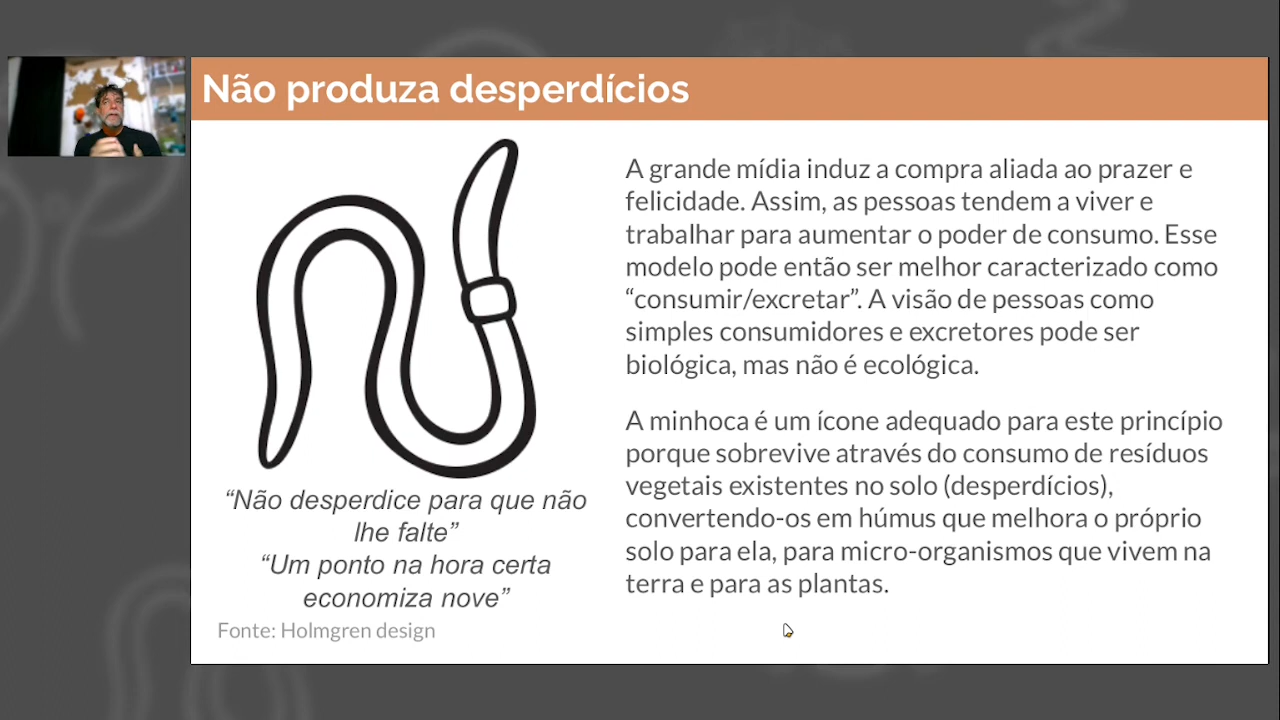 Não produza desperdícios
A grande mídia induz a compra aliada ao prazer e
felicidade. Assim, as pessoas tendem a viver e
trabalhar para aumentar o poder de consumo. Esse
modelo pode então ser melhor caracterizado como
“consumir/excretar”. A visão de pessoas como
simples consumidores e excretores pode ser
biológica, mas não é ecológica.
A minhoca é um ícone adequado para este princípio
porque sobrevive através do consumo de resíduos
vegetais existentes no solo (desperdícios),
convertendo-os em húmus que melhora o próprio
solo para ela, para micro-organismos que vivem na
terra e para as plantas.
“Não desperdice para que não
lhe falte”
“Um ponto na hora certa
economiza nove”
Fonte: Holmgren design